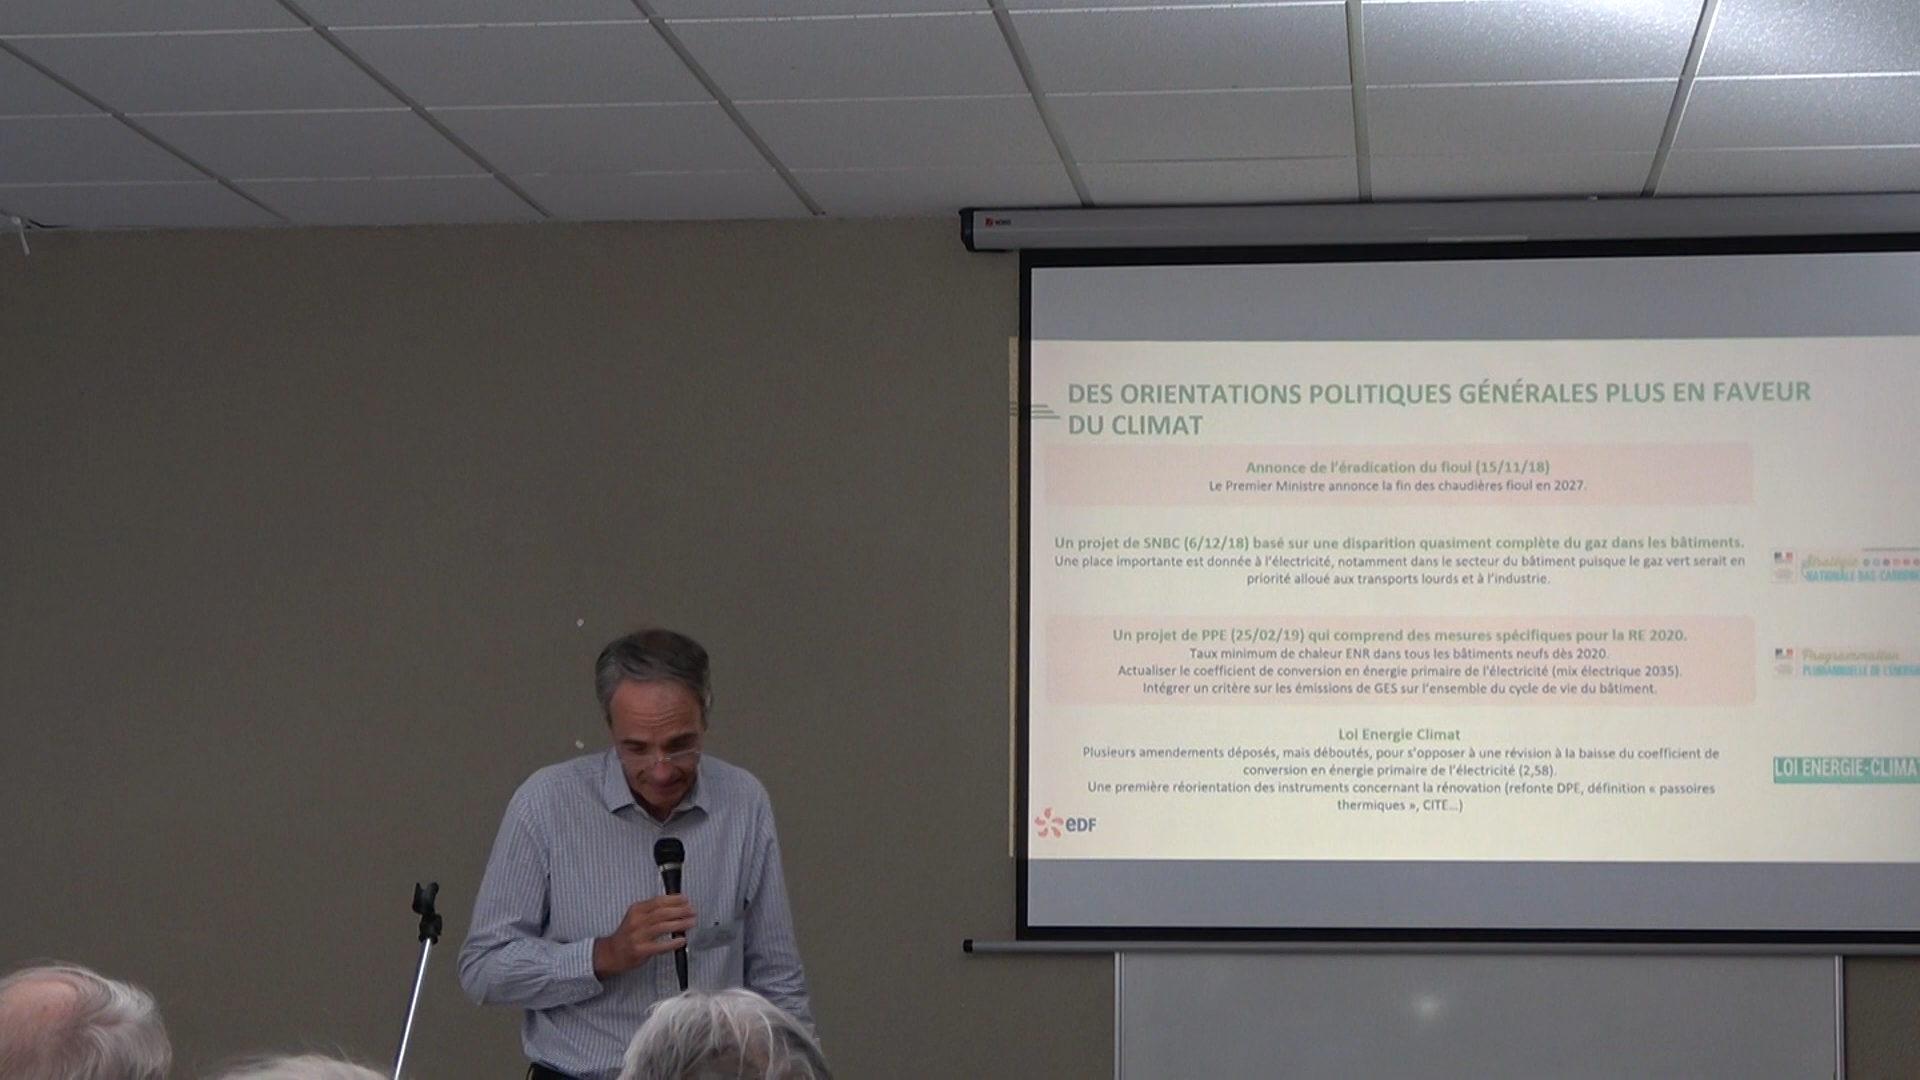 DES ORIENTATIONS POLITIQUES GÉNÉRALES PLUS EN FAVEUR
DU CLIMAT
Annonce de l'éradication du fioul (15/11/18)
Le Premier Ministre annonce la fin des chaudières fioul en 2027.
Un projet de SNBC (6/12/18) basé sur une disparition quasiment complète du gaz dans les bâtiments.
Une place importante est donnée à l'électricité, notamment dans le secteur du bâtiment puisque le gaz vert serait en
priorité alloué aux transports lourds et à l'industrie.
Stratégie
NATIONALE BAS-CARBONE
Un projet de PPE (25/02/19) qui comprend des mesures spécifiques pour la RE 2020.
Taux minimum de chaleur ENR dans tous les bâtiments neufs dès 2020.
Actualiser le coefficient de conversion en énergie primaire de l'électricité (mix électrique 2035).
Intégrer un critère sur les émissions de GES sur l'ensemble du cycle de vie du bâtiment.
Programmation
PLURIANNUELLE DE L'ÉNERGIE
Loi Energie Climat
Plusieurs amendements déposés, mais déboutés, pour s'opposer à une révision à la baisse du coefficient de
conversion en énergie primaire de l'électricité (2,58).
Une première réorientation des instruments concernant la rénovation (refonte DPE, définition « passoires
thermiques », CITE...)
LOI ENERGIE-CLIMA
eDF